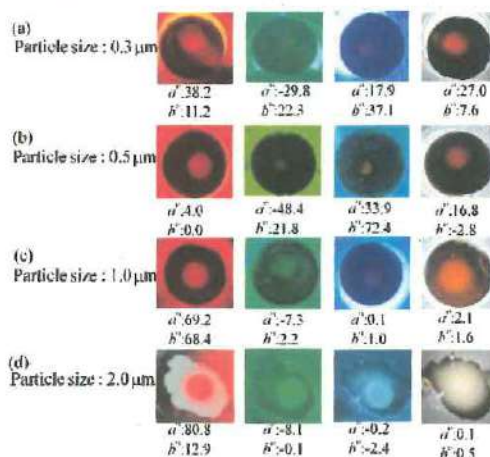 (a)
Particle size : 0.3 μm
a*:38.2 a*:-29.8 a*:17.9 a*:27.0
b*:11.2 b*:22.3 b*:37.1 b*:7.6
(b)
Particle size : 0.5 μm
a*:4.0 a*:-48.4 a*:33.9 a*:16.8
b*:0.0 b*:21.8 b*:72.4 b*:-2.8
(c)
Particle size : 1.0 μm
a*:69.2 a*:-7.3 a*:0.1 a*:2.1
b*:68.4 b*:2.2 b*:1.0 b*:1.6
(d)
Particle size : 2.0 μm
a*:80.8 a*:-8.1 a*:-0.2 a*:0.1
b*:12.9 b*:-0.1 b*:-2.4 b*:0.5